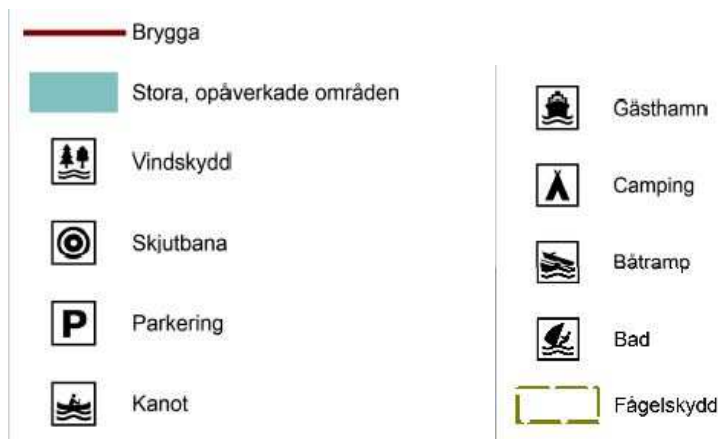 Brygga
Stora, opåverkade områden
Vindskydd
Skjutbana
P Parkering
Kanot
Gästhamn
Camping
Båtramp
Bad
Fågelskydd